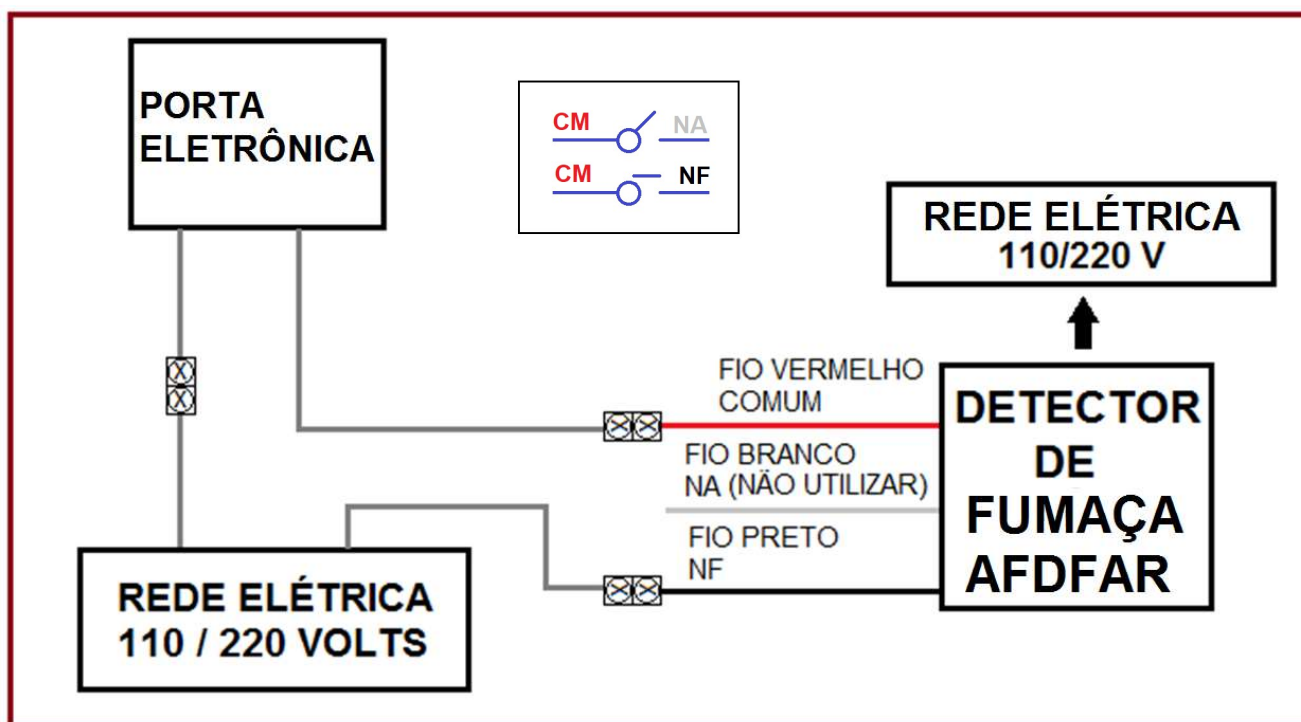 PORTA
ELETRÔNICA
CM NA
CM NF
REDE ELÉTRICA
110/220 V
FIO VERMELHO
COMUM
FIO BRANCO
NA (NÃO UTILIZAR)
FIO PRETO
NF
DETECTOR
DE
FUMAÇA
AFDFAR
REDE ELÉTRICA
110 / 220 VOLTS